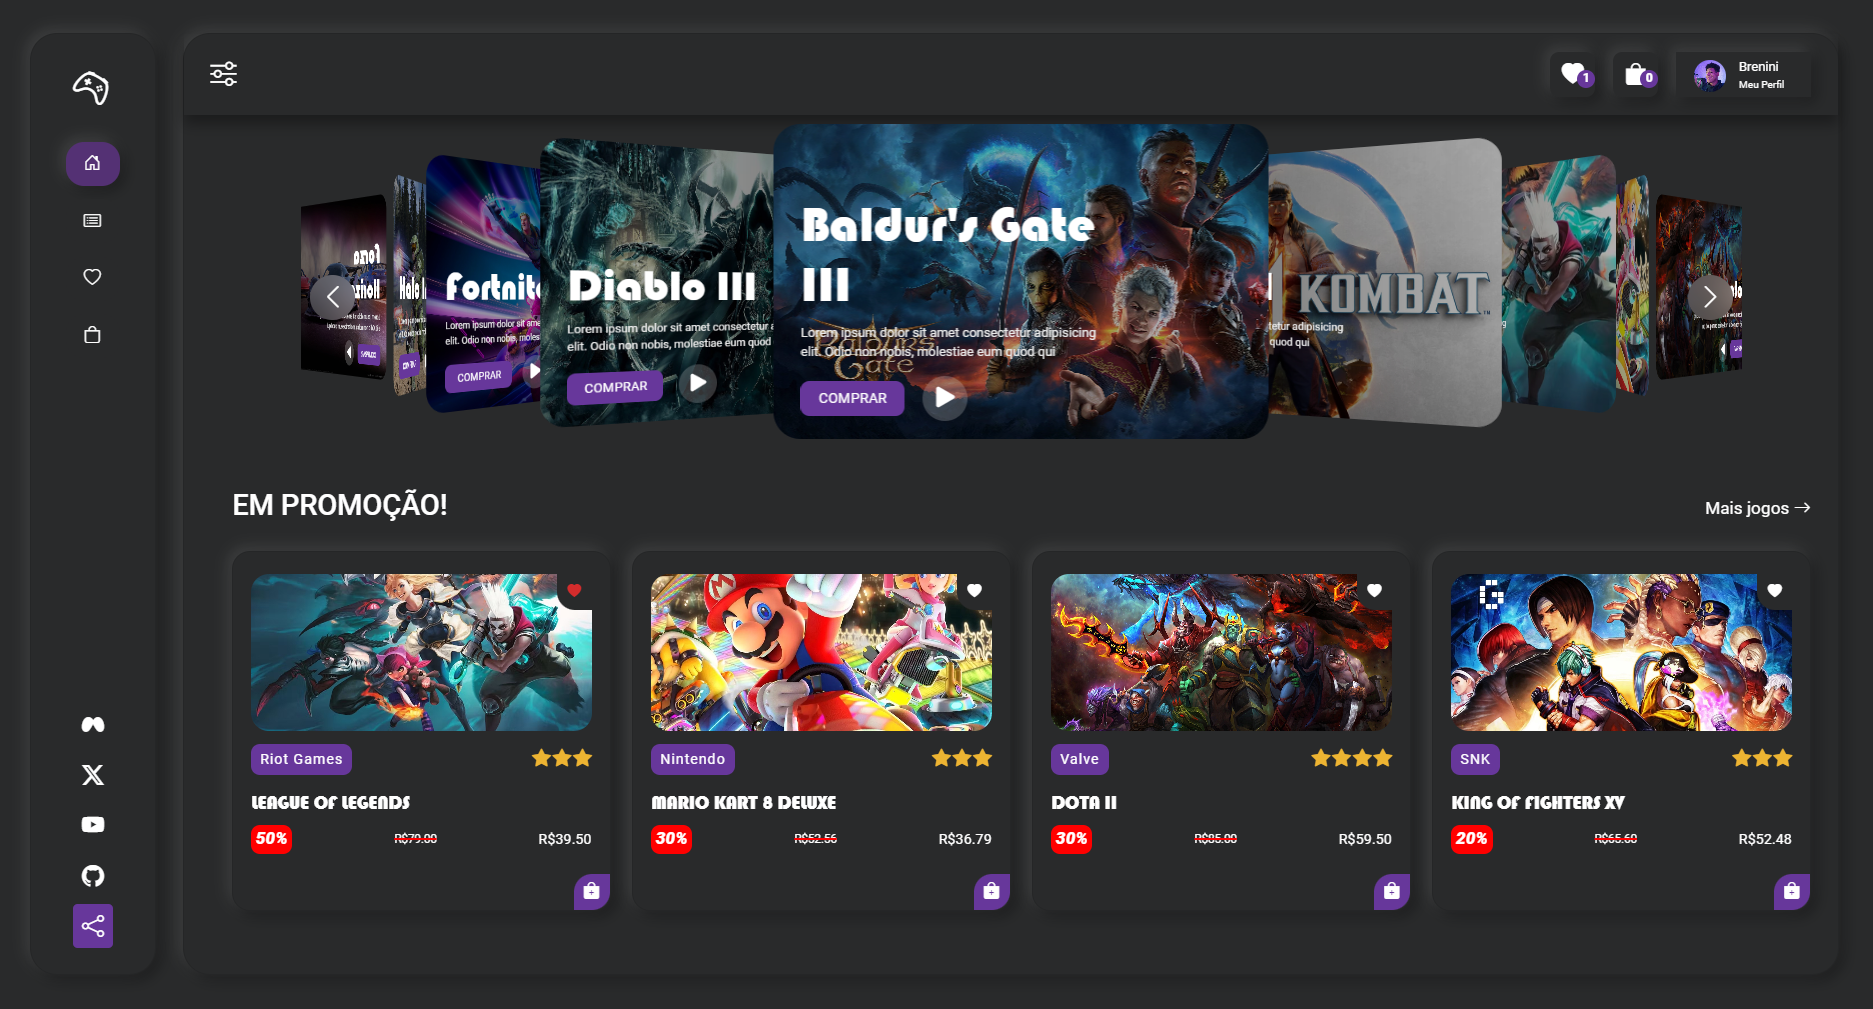 1
0
Brenini
Meu Perfil
Forza
Horizon
Halo
Fortnite
Lorem ipsum dolor sit ame
elit. Odio non nobis, moles
COMPRAR
Diablo III
Lorem ipsum dolor sit amet consectetur a
elit. Odio non nobis, molestiae eum quod
COMPRAR
Baldur's Gate
III
Lorem ipsum dolor sit amet consectetur adipisicing
elit. Odio non nobis, molestiae eum quod qui
Baldur's
Gate
COMPRAR
KOMBAT
tetur adipisicing
quod qui
EM PROMOÇÃO!
Mais jogos
Riot Games
LEAGUE OF LEGENDS
50% R$79.00 R$39.50
Nintendo
MARIO KART 8 DELUXE
30% R$52.56 R$36.79
Valve
DOTA II
30% R$85.00 R$59.50
SNK
KING OF FIGHTERS XV
20% R$65.60 R$52.48